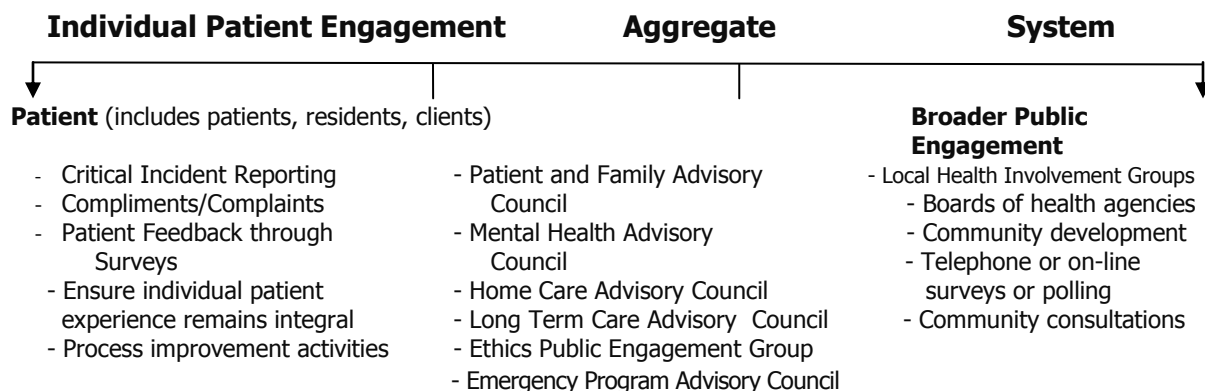 Individual Patient Engagement Aggregate System
Patient (includes patients, residents, clients)
- Critical Incident Reporting
- Compliments/Complaints
- Patient Feedback through
Surveys
- Ensure individual patient
experience remains integral
- Process improvement activities
- Patient and Family Advisory
Council
- Mental Health Advisory
Council
- Home Care Advisory Council
- Long Term Care Advisory Council
- Ethics Public Engagement Group
- Emergency Program Advisory Council
Broader Public
Engagement
- Local Health Involvement Groups
- Boards of health agencies
- Community development
- Telephone or on-line
surveys or polling
- Community consultations